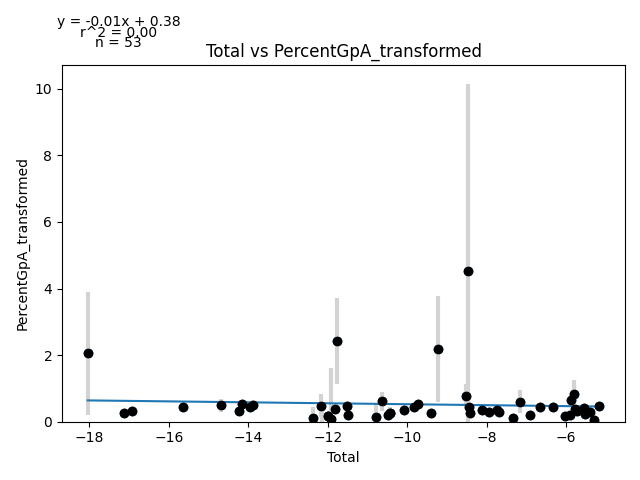 y = -0.01x + 0.38
r^2 = 0.00
n = 53
Total vs PercentGpA_transformed
PercentGpA_transformed
10
8
6
4
2
0
−18
−16
−14
−12
−10
−8
−6
Total